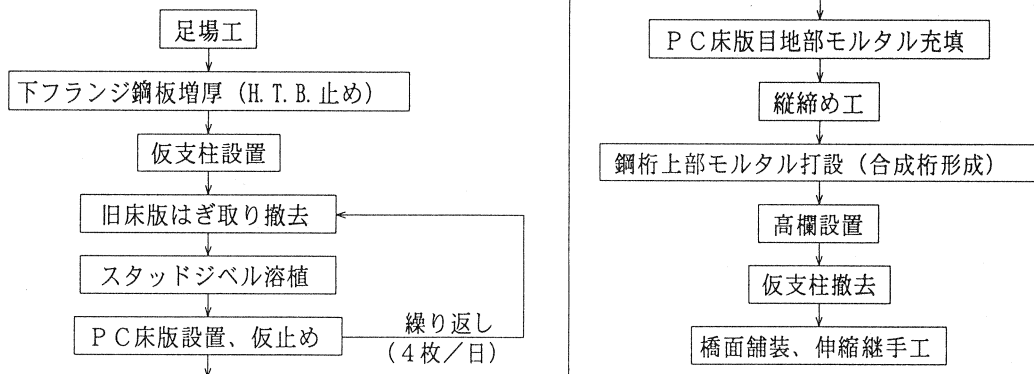 足場工
下フランジ鋼板増厚(H.T.B.止め)
仮支柱設置
旧床版はぎ取り撤去
スタッドジベル溶植
PC床版設置、仮止め
繰り返し
(4枚/日)
PC床版目地部モルタル充填
縦締め工
鋼桁上部モルタル打設(合成桁形成)
高欄設置
仮支柱撤去
橋面舗装、伸縮継手工